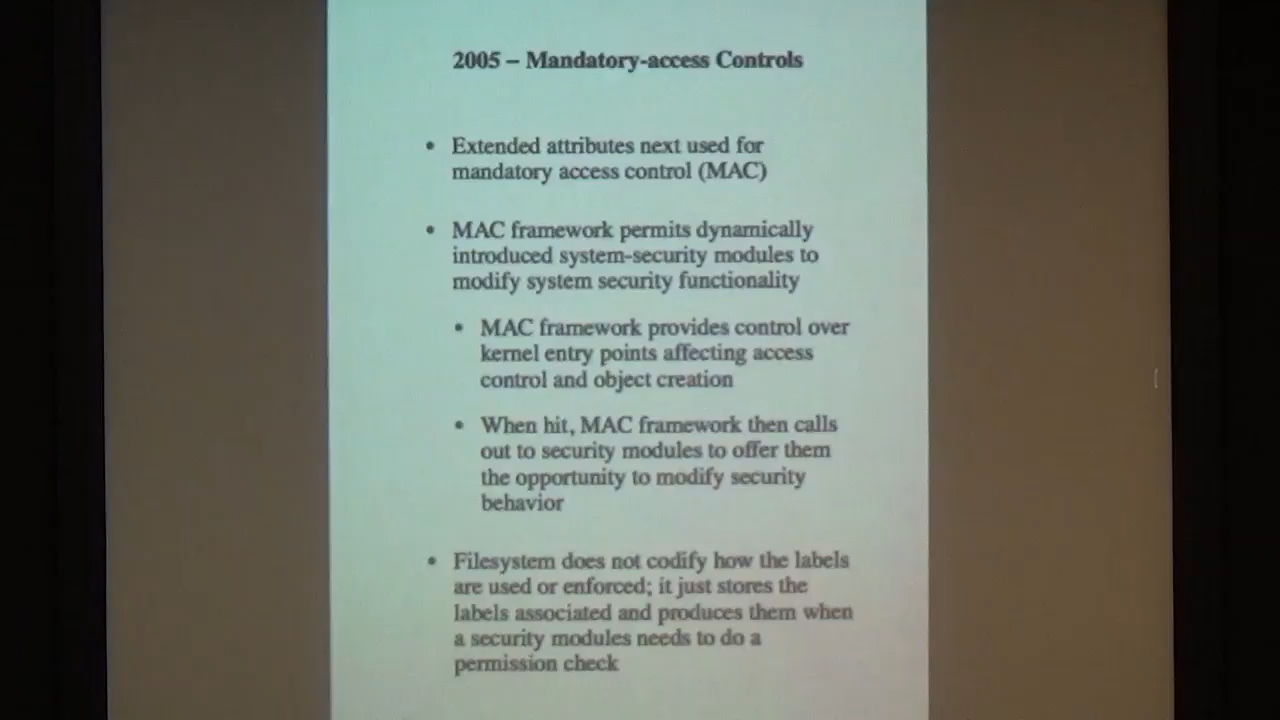 2005 – Mandatory-access Controls
• Extended attributes next used for
mandatory access control (MAC)
• MAC framework permits dynamically
introduced system-security modules to
modify system security functionality
• MAC framework provides control over
kernel entry points affecting access
control and object creation
• When hit, MAC framework then calls
out to security modules to offer them
the opportunity to modify security
behavior
• Filesystem does not codify how the labels
are used or enforced; it just stores the
labels associated and produces them when
a security modules needs to do a
permission check